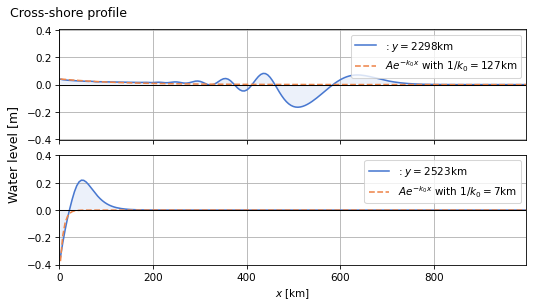 Cross-shore profile
Water level [m]
0.4
0.2
0.0
−0.2
−0.4
: y = 2298km
Ae^{−k₀x} with 1/k₀ = 127km
0.4
0.2
0.0
−0.2
−0.4
: y = 2523km
Ae^{−k₀x} with 1/k₀ = 7km
0 200 400 600 800
x [km]